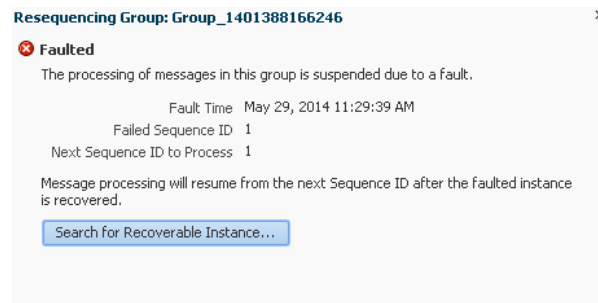 Resequencing Group: Group_1401388166246
Faulted
The processing of messages in this group is suspended due to a fault.
Fault Time May 29, 2014 11:29:39 AM
Failed Sequence ID 1
Next Sequence ID to Process 1
Message processing will resume from the next Sequence ID after the faulted instance
is recovered.
Search for Recoverable Instance...